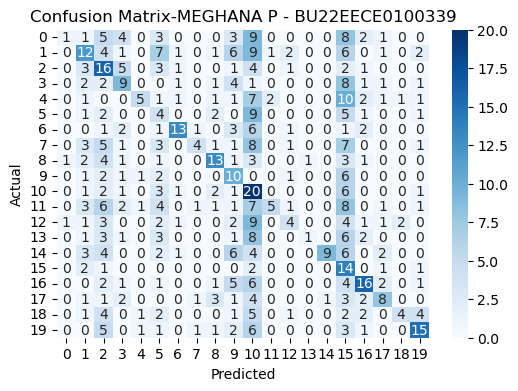 Confusion Matrix-MEGHANA P - BU22EECE0100339
0 1 1 5 4 0 3 0 0 0 3 9 0 0 0 0 8 2 1 0 0
1 0 12 4 1 0 7 1 0 1 6 9 1 2 0 0 6 1 0 1 2
2 0 3 16 5 0 3 1 0 0 1 4 0 1 0 0 2 1 0 0 0
3 0 2 2 9 0 0 1 0 1 4 1 0 0 0 0 8 1 1 0 1
4 0 1 0 0 5 1 1 0 0 1 7 2 0 0 0 10 2 1 1 1
5 0 1 2 0 0 4 0 0 2 0 9 0 0 0 0 5 1 0 0 1
6 0 0 1 2 0 1 13 1 0 3 6 0 0 0 0 1 2 0 0 0
7 0 3 5 1 0 3 0 4 1 1 8 0 0 0 0 7 0 0 0 1
8 1 2 4 1 0 1 0 0 13 1 3 0 1 0 0 3 1 0 0 0
9 0 1 2 1 1 2 0 0 0 10 0 0 1 0 0 6 0 0 0 1
10 0 1 2 1 0 3 1 0 2 1 20 0 0 0 0 6 0 0 0 1
11 0 3 6 2 1 4 0 1 1 1 7 5 1 0 0 8 0 1 0 1
12 1 1 3 0 0 2 1 0 0 2 9 0 4 0 0 1 1 1 2 0
13 0 2 3 1 0 3 0 0 0 1 8 0 0 1 0 6 2 0 0 0
14 0 3 4 0 0 2 0 0 0 6 4 0 0 0 9 6 0 2 0 0
15 0 2 1 0 0 0 0 0 0 0 2 0 0 0 0 14 0 1 0 1
16 0 0 2 1 0 1 1 0 1 5 6 0 0 0 0 4 16 2 0 0
17 0 1 1 2 0 0 0 1 3 1 4 0 0 0 1 3 2 8 0 0
18 0 1 4 0 0 2 0 0 1 1 5 0 1 0 0 2 2 0 4 4
19 0 0 5 0 1 1 0 1 1 2 6 0 0 0 0 3 1 0 0 15
0 1 2 3 4 5 6 7 8 9 10 11 12 13 14 15 16 17 18 19
Predicted
Actual
20.0
17.5
15.0
12.5
10.0
7.5
5.0
2.5
0.0